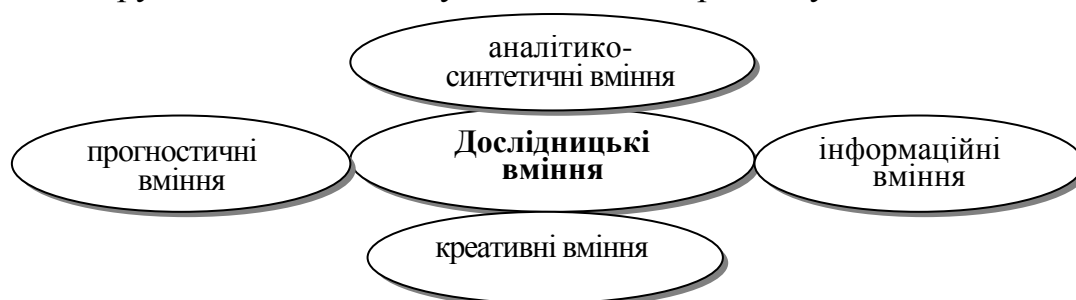 аналітико-
синтетичні вміння
прогностичні
вміння
Дослідницькі
вміння
інформаційні
вміння
креативні вміння